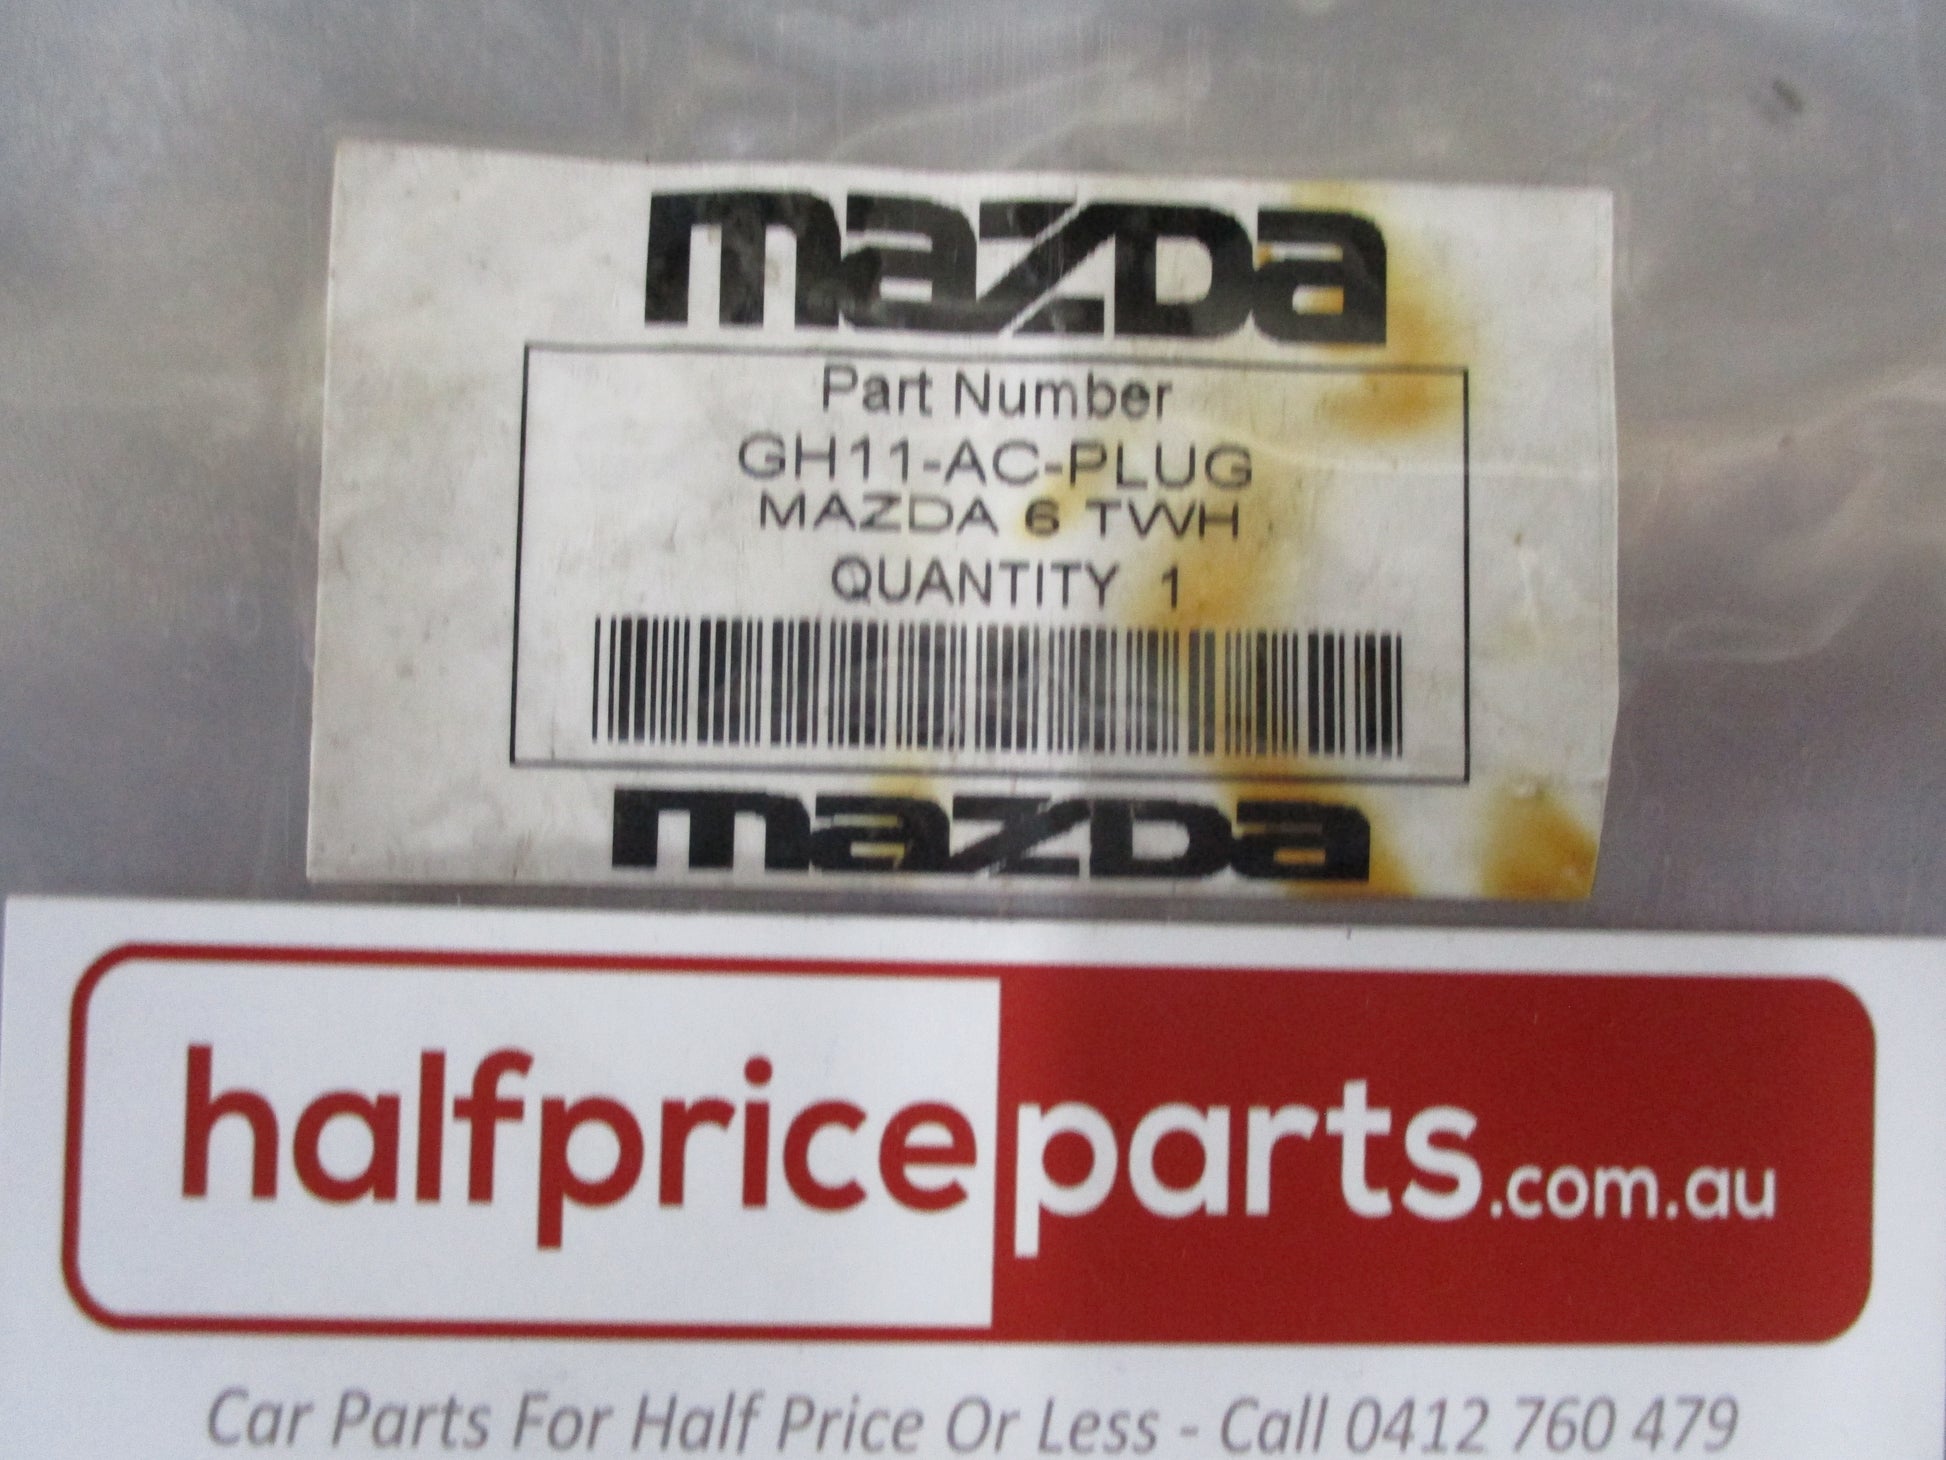 mazda
Part Number
GH11-AC-PLUG
MAZDA 6 TWH
QUANTITY 1
mazda
halfpriceparts.com.au
Car Parts For Half Price Or Less - Call 0412 760 479